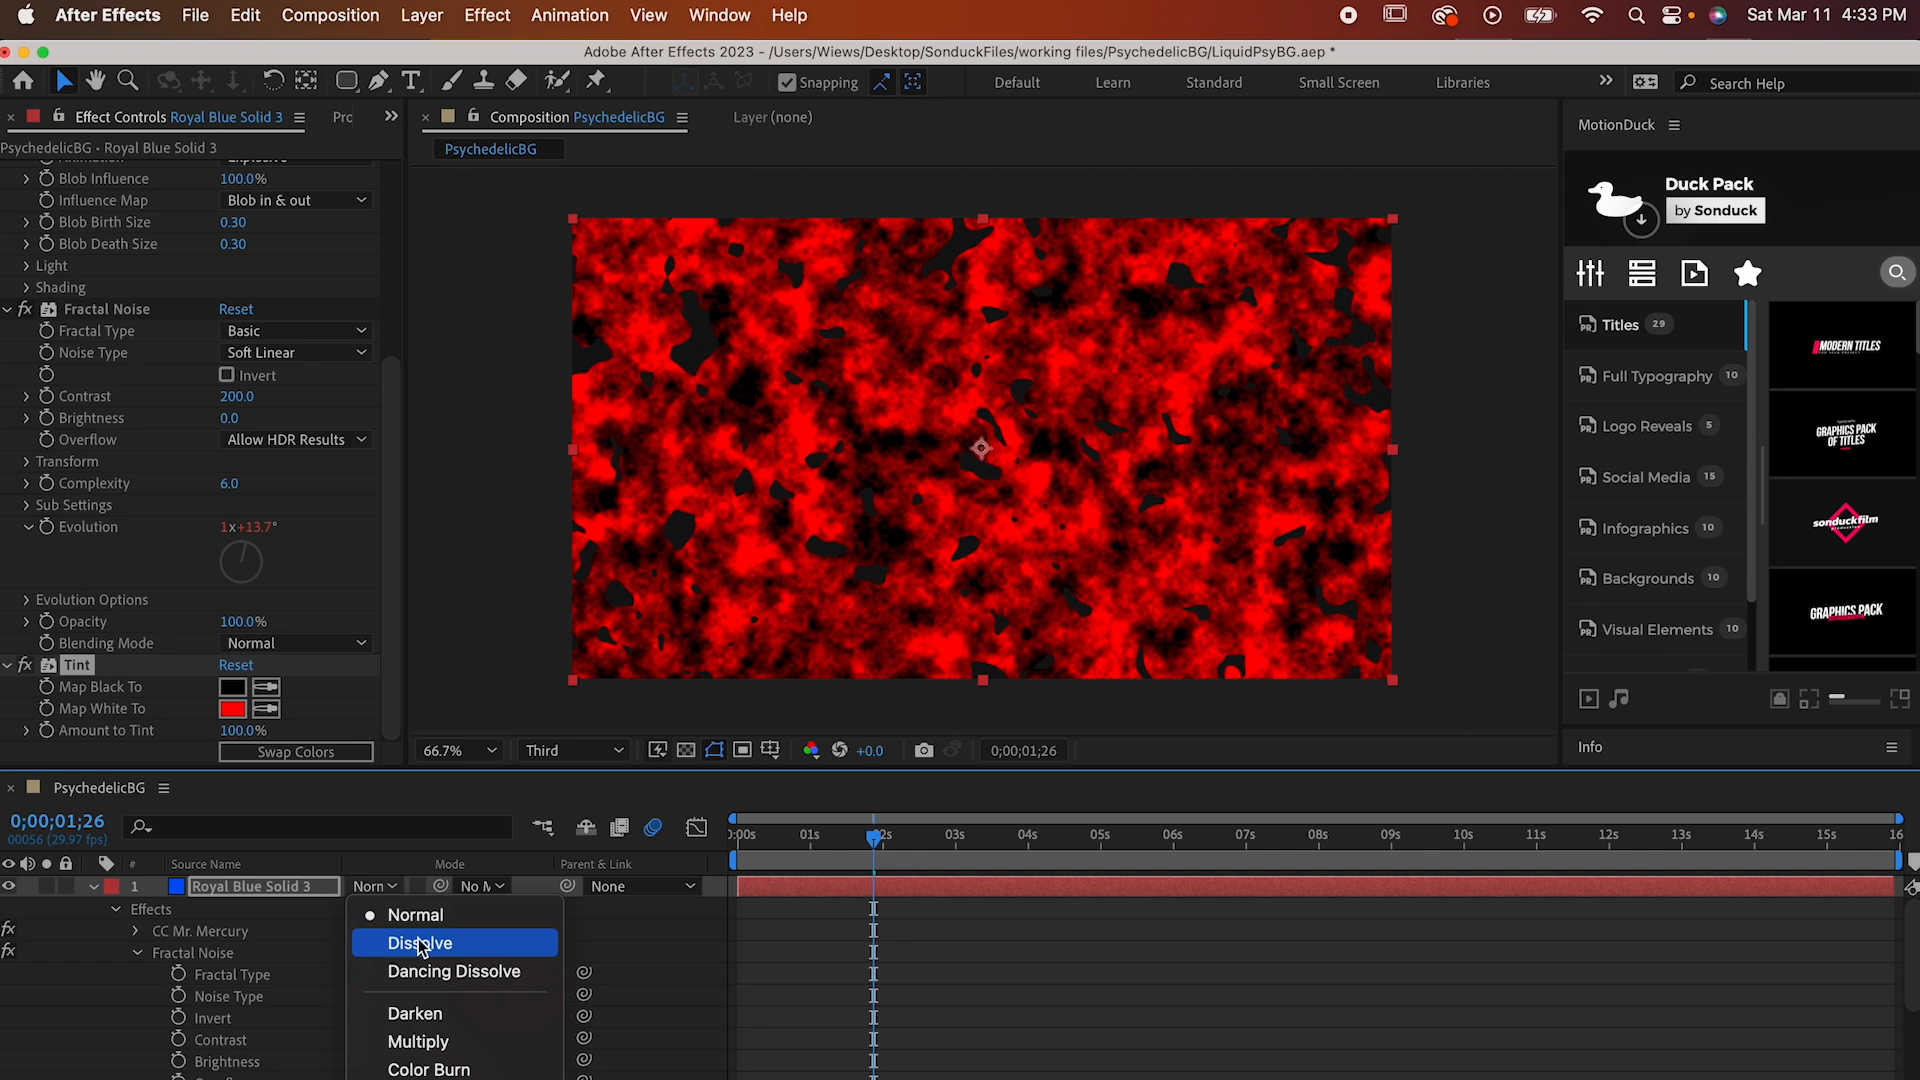 After Effects File Edit Composition Layer Effect Animation View Window Help Sat Mar 11 4:33 PM
Adobe After Effects 2023 - /Users/Wiews/Desktop/SonduckFiles/working files/PsychedelicBG/LiquidPsyBG.aep *
Snapping Default Learn Standard Small Screen Libraries Search Help
Effect Controls Royal Blue Solid 3 Prc
Composition PsychedelicBG Layer (none)
MotionDuck
PsychedelicBG • Royal Blue Solid 3
PsychedelicBG
Blob Influence 100.0%
Influence Map Blob in & out
Blob Birth Size 0.30
Blob Death Size 0.30
Light
Shading
fx Fractal Noise Reset
Fractal Type Basic
Noise Type Soft Linear
Invert
Contrast 200.0
Brightness 0.0
Overflow Allow HDR Results
Transform
Complexity 6.0
Sub Settings
Evolution 1x+13.7°
Evolution Options
Opacity 100.0%
Blending Mode Normal
fx Tint Reset
Map Black To
Map White To
Amount to Tint 100.0%
Swap Colors
66.7% Third +0.0 0;00;01;26
Duck Pack
by Sonduck
Titles 29
Full Typography 10
Logo Reveals 5
Social Media 15
Infographics 10
Backgrounds 10
Visual Elements 10
MODERN TITLES
GRAPHICS PACK
OF TITLES
sonduckfilm
GRAPHICS PACK
Info
PsychedelicBG
0;00;01;26
00056 (29.97 fps)
:00s 01s 02s 03s 04s 05s 06s 07s 08s 09s 10s 11s 12s 13s 14s 15s 16
# Source Name Mode Parent & Link
1 Royal Blue Solid 3 Norn No M None
Effects
fx CC Mr. Mercury
fx Fractal Noise
Fractal Type
Noise Type
Invert
Contrast
Brightness
Normal
Dissolve
Dancing Dissolve
Darken
Multiply
Color Burn